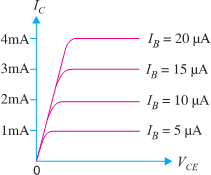 I_C
4mA
I_B = 20 μA
3mA
I_B = 15 μA
2mA
I_B = 10 μA
1mA
I_B = 5 μA
0
V_CE